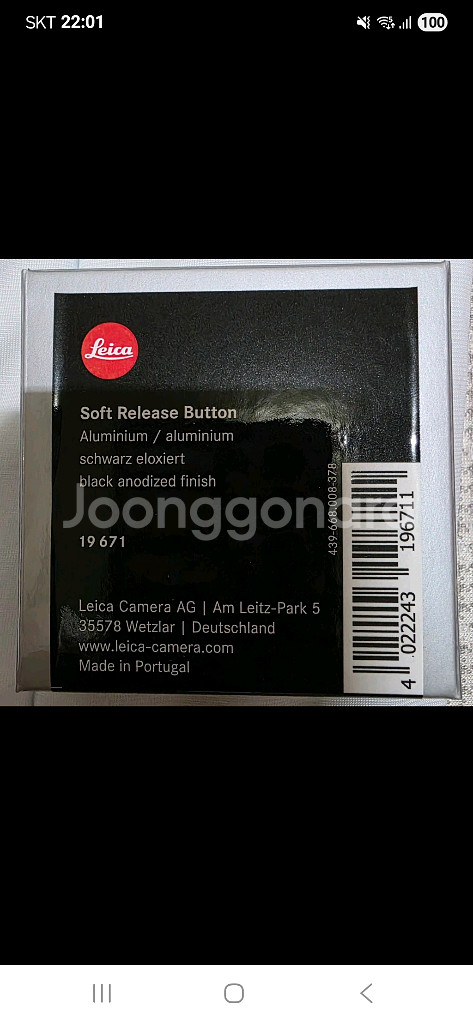 SKT 22:01
100
Leica
Soft Release Button
Aluminium / aluminium
schwarz eloxiert
black anodized finish
Joonggonara
19 671
439-668.008-378
4 022243 196711
Leica Camera AG | Am Leitz-Park 5
35578 Wetzlar | Deutschland
www.leica-camera.com
Made in Portugal